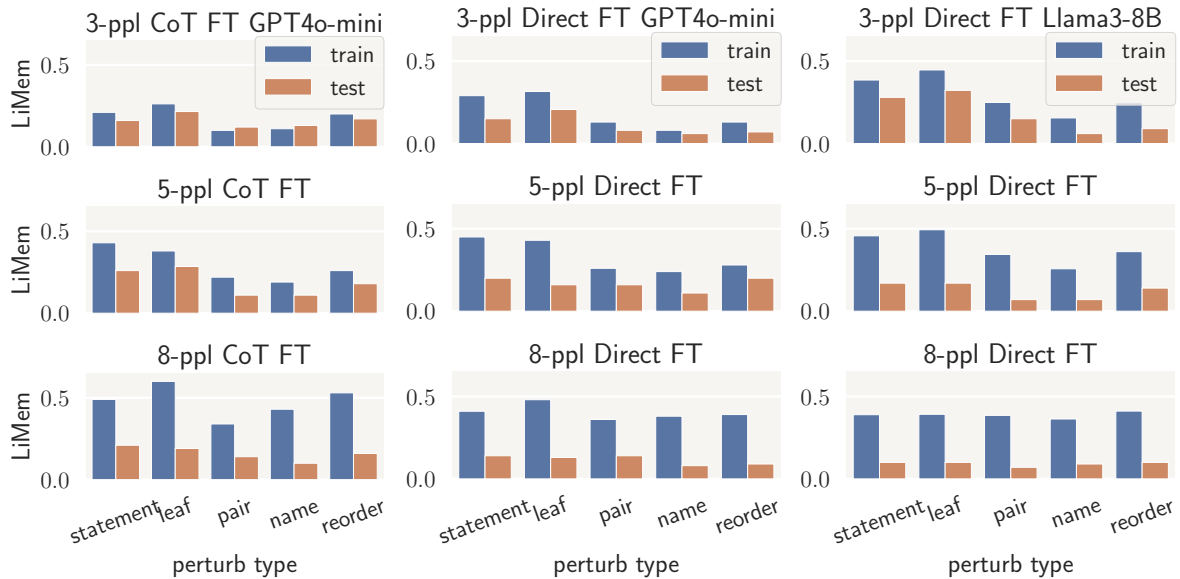 3-ppl CoT FT GPT4o-mini
3-ppl Direct FT GPT4o-mini
3-ppl Direct FT Llama3-8B
LiMem
0.5
0.0
train
test
0.5
0.0
train
test
0.5
0.0
train
test
5-ppl CoT FT
5-ppl Direct FT
5-ppl Direct FT
LiMem
0.5
0.0
0.5
0.0
0.5
0.0
8-ppl CoT FT
8-ppl Direct FT
8-ppl Direct FT
LiMem
0.5
0.0
0.5
0.0
0.5
0.0
statement leaf pair name reorder
statement leaf pair name reorder
statement leaf pair name reorder
perturb type
perturb type
perturb type